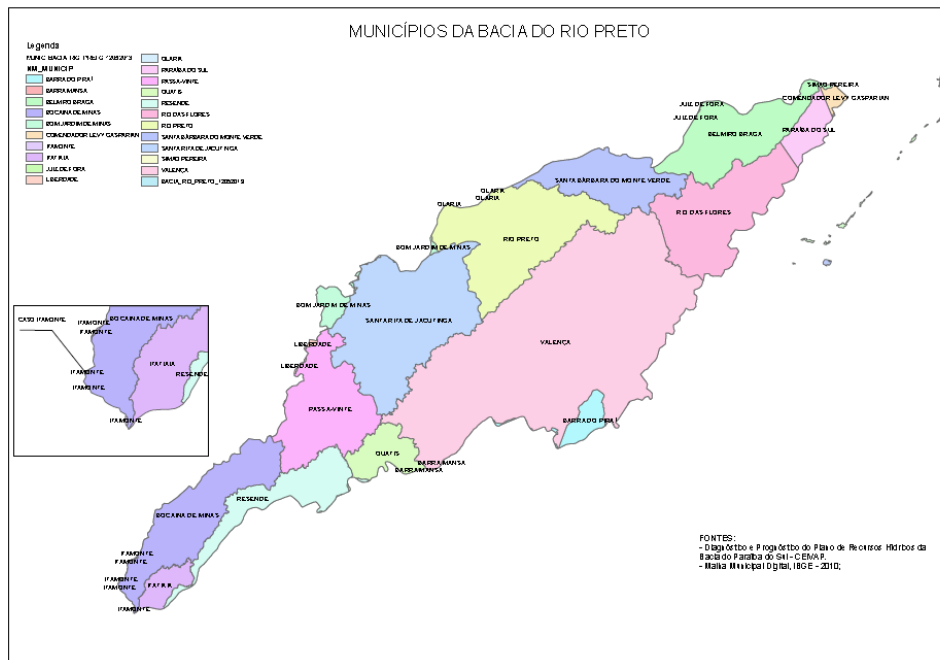 MUNICÍPIOS DA BACIA DO RIO PRETO
Legenda
MUNIC_BACIA_RIO_PRETO_12082013
NM_MUNICIP
BARRA DO PIRAÍ
BARRA MANSA
BELMIRO BRAGA
BOCAINA DE MINAS
BOM JARDIM DE MINAS
COMENDADOR LEVY GASPARIAN
ITAMONTE
ITATIAIA
JUIZ DE FORA
LIBERDADE
OLARIA
PARAÍBA DO SUL
PASSA-VINTE
QUATIS
RESENDE
RIO DAS FLORES
RIO PRETO
SANTA BÁRBARA DO MONTE VERDE
SANTA RITA DE JACUTINGA
SIMÃO PEREIRA
VALENÇA
SIMÃO PEREIRA
COMENDADOR LEVY GASPARIAN
JUIZ DE FORA
JUIZ DE FORA
BELMIRO BRAGA
PARAÍBA DO SUL
SANTA BÁRBARA DO MONTE VERDE
OLARIA
OLARIA
OLARIA
RIO DAS FLORES
RIO PRETO
BOM JARDIM DE MINAS
BOM JARDIM DE MINAS
SANTA RITA DE JACUTINGA
VALENÇA
LIBERDADE
LIBERDADE
PASSA-VINTE
BARRA DO PIRAÍ
QUATIS
BARRA MANSA
BARRA MANSA
RESENDE
BOCAINA DE MINAS
ITAMONTE
ITAMONTE
ITAMONTE
ITAMONTE
ITATIAIA
ITAMONTE
CASO ITAMONTE
BOCAINA DE MINAS
ITAMONTE
ITAMONTE
ITATIAIA
ITAMONTE
RESENDE
ITAMONTE
ITAMONTE
FONTES:
- Diagnóstico e Prognóstico do Plano de Recursos Hídricos da
Bacia do Paraíba do Sul - CEIVAP.
- Malha Municipal Digital, IBGE - 2010;